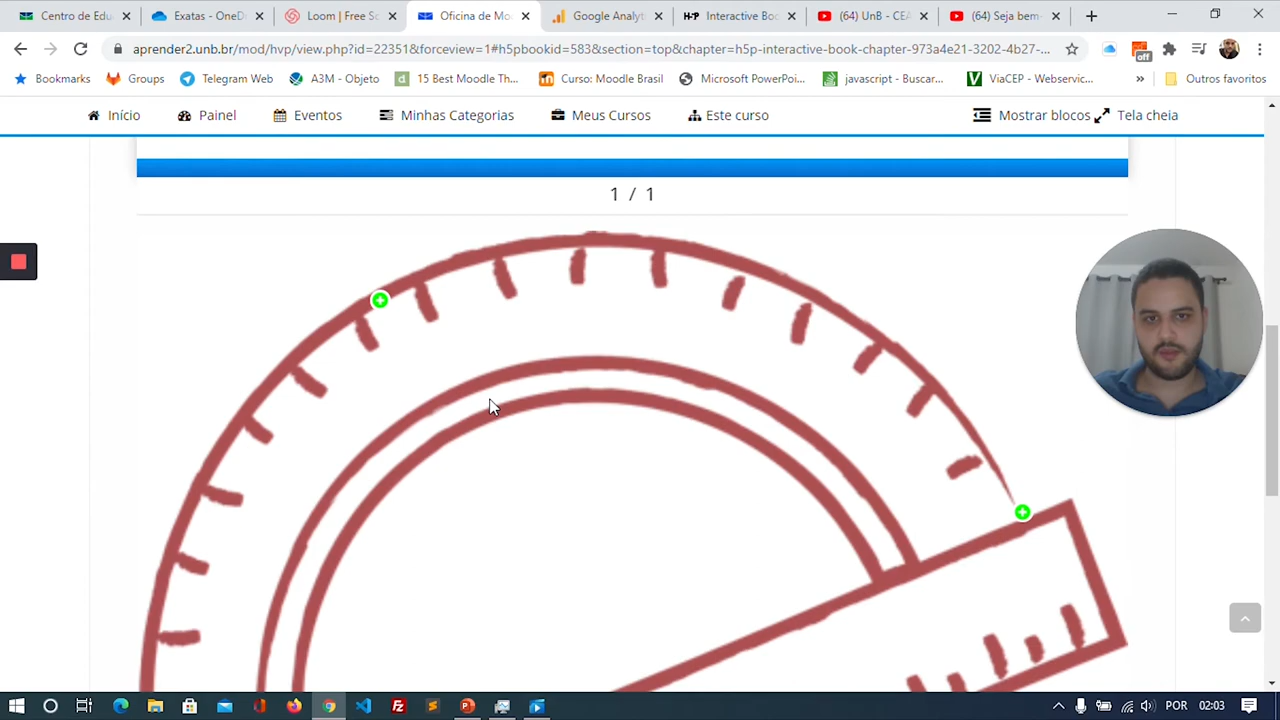 Centro de Edu
Exatas - OneD
Loom | Free Sc
Oficina de Mo
Google Analyt
H-P Interactive Boo
(64) UnB - CEA
(64) Seja bem-
aprender2.unb.br/mod/hvp/view.php?id=22351&forceview=1#h5pbookid=583&section=top&chapter=h5p-interactive-book-chapter-973a4e21-3202-4b27-...
off
Bookmarks
Groups
Telegram Web
A3M - Objeto
15 Best Moodle Th...
Curso: Moodle Brasil
Microsoft PowerPoi...
javascript - Buscar...
ViaCEP - Webservic...
»
Outros favoritos
Início
Painel
Eventos
Minhas Categorias
Meus Cursos
Este curso
Mostrar blocos
Tela cheia
1 / 1
POR
02:03